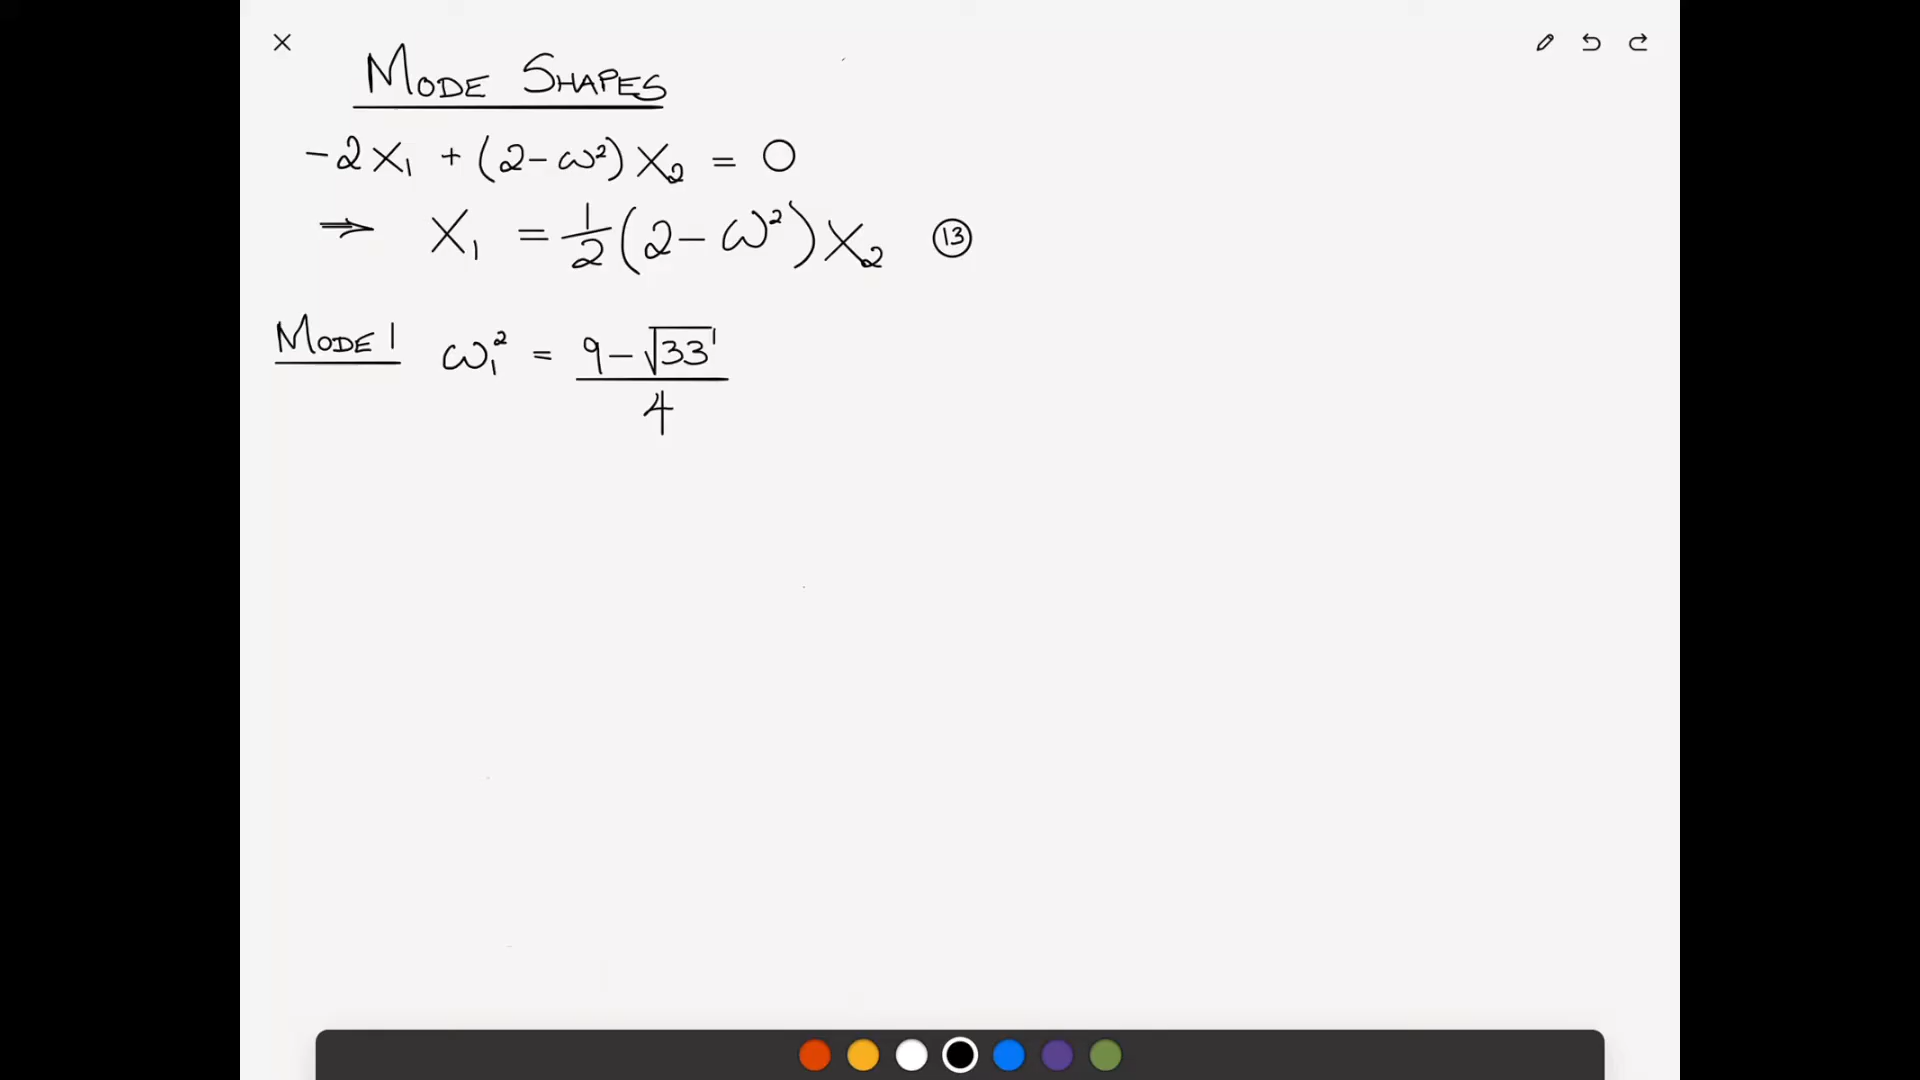 MODE SHAPES
-2X₁ + (2-ω²)X₂ = 0
⇒ X₁ = 1/2 (2-ω²)X₂ ⑬
MODE 1 ω₁² = (9-√33)/4